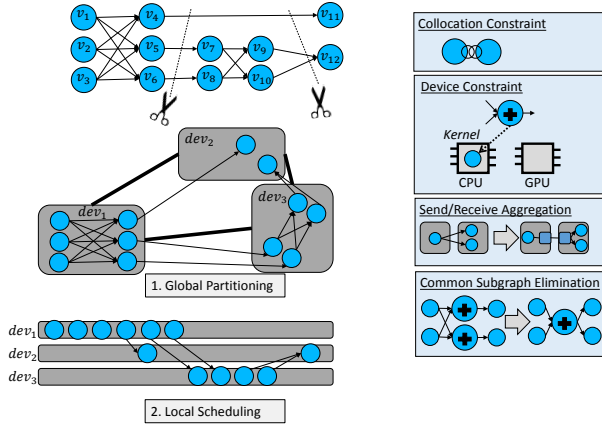 v1 v4 v11
v2 v5 v7 v9 v12
v3 v6 v8 v10
dev2
dev1
dev3
1. Global Partitioning
dev1
dev2
dev3
2. Local Scheduling
Collocation Constraint
Device Constraint
Kernel
CPU GPU
Send/Receive Aggregation
Common Subgraph Elimination